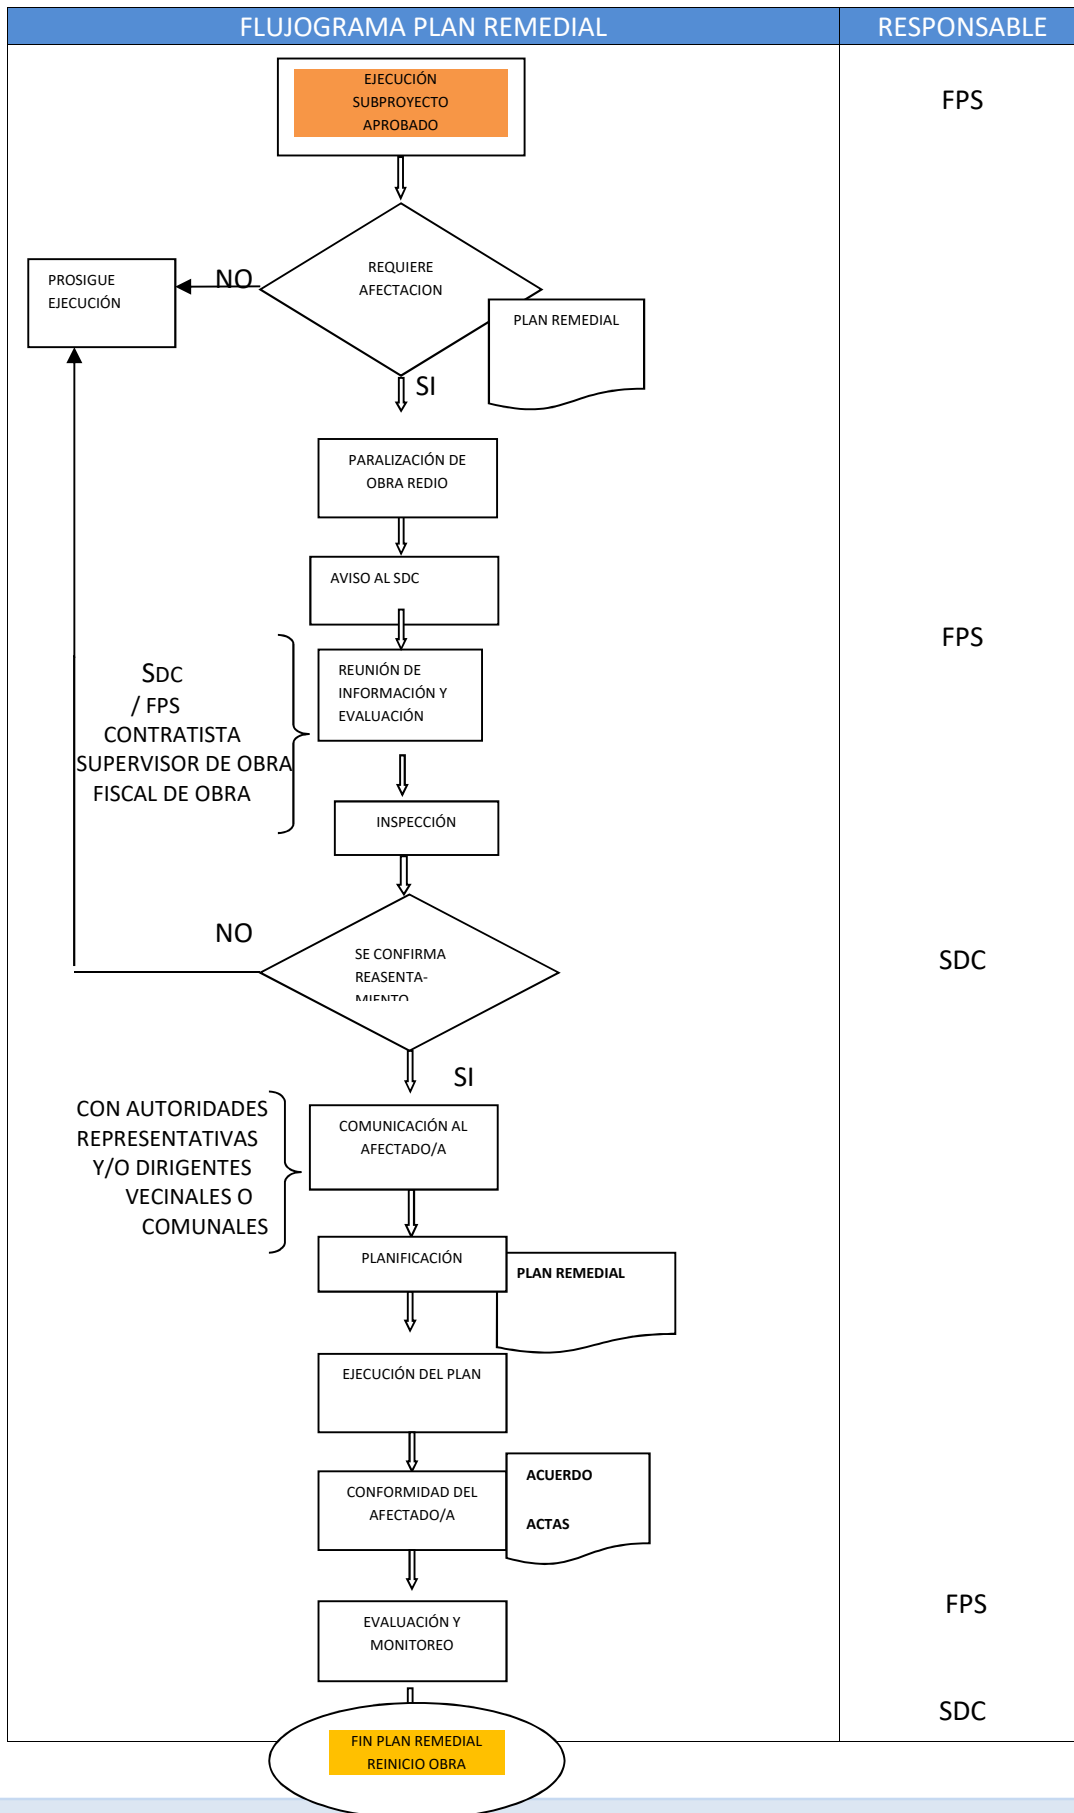 FLUJOGRAMA PLAN REMEDIAL
RESPONSABLE
EJECUCIÓN
SUBPROYECTO
APROBADO
FPS
REQUIERE
AFECTACION
NO
PROSIGUE
EJECUCIÓN
PLAN REMEDIAL
SI
PARALIZACIÓN DE
OBRA REDIO
AVISO AL SDC
FPS
REUNIÓN DE
INFORMACIÓN Y
EVALUACIÓN
SDC
/ FPS
CONTRATISTA
SUPERVISOR DE OBRA
FISCAL DE OBRA
INSPECCIÓN
NO
SE CONFIRMA
REASENTA-
MIENTO
SDC
SI
CON AUTORIDADES
REPRESENTATIVAS
Y/O DIRIGENTES
VECINALES O
COMUNALES
COMUNICACIÓN AL
AFECTADO/A
PLANIFICACIÓN
PLAN REMEDIAL
EJECUCIÓN DEL PLAN
CONFORMIDAD DEL
AFECTADO/A
ACUERDO
ACTAS
EVALUACIÓN Y
MONITOREO
FPS
SDC
FIN PLAN REMEDIAL
REINICIO OBRA